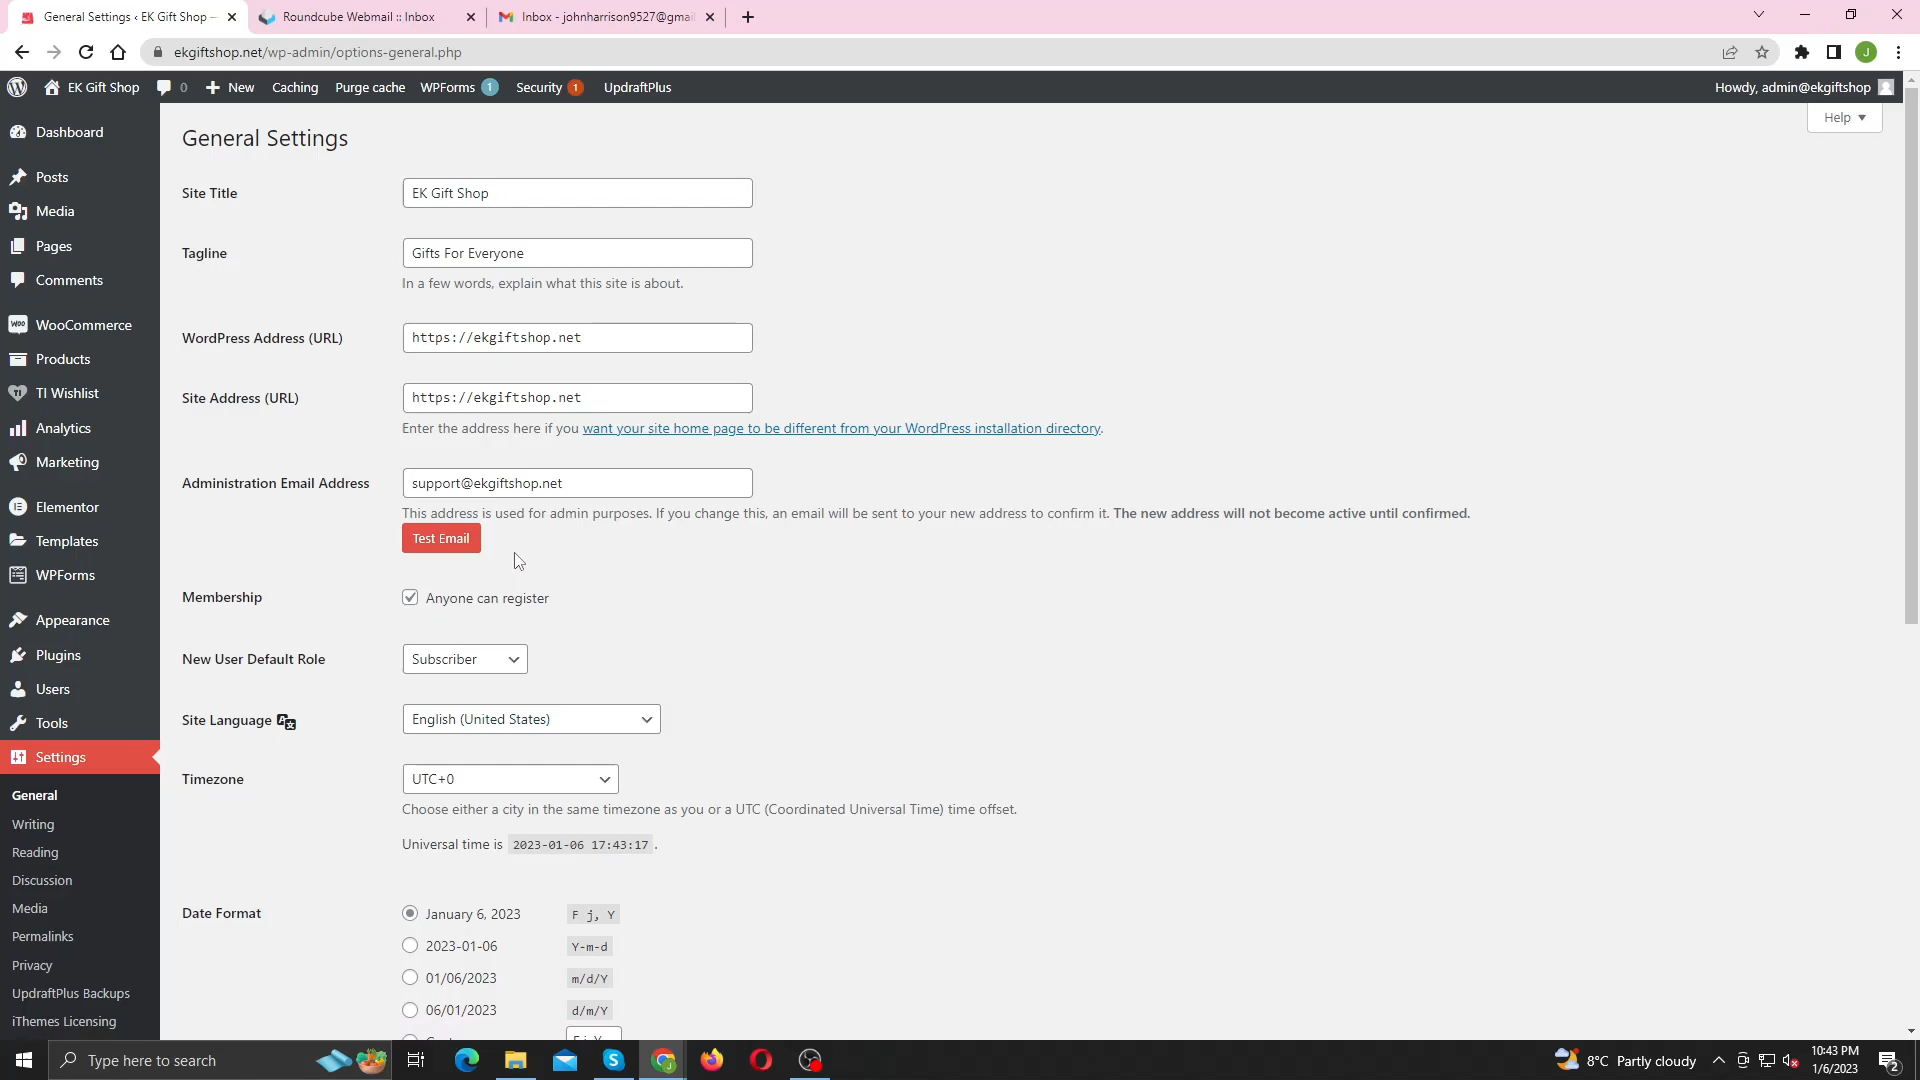 General Settings ‹ EK Gift Shop —
Roundcube Webmail :: Inbox
Inbox - johnharrison9527@gmai
ekgiftshop.net/wp-admin/options-general.php
J
EK Gift Shop
0
New
Caching
Purge cache
WPForms 1
Security 1
UpdraftPlus
Howdy, admin@ekgiftshop
Help
Dashboard
Posts
Media
Pages
Comments
WooCommerce
Products
TI Wishlist
Analytics
Marketing
Elementor
Templates
WPForms
Appearance
Plugins
Users
Tools
Settings
General
Writing
Reading
Discussion
Media
Permalinks
Privacy
UpdraftPlus Backups
iThemes Licensing
General Settings
Site Title
EK Gift Shop
Tagline
Gifts For Everyone
In a few words, explain what this site is about.
WordPress Address (URL)
https://ekgiftshop.net
Site Address (URL)
https://ekgiftshop.net
Enter the address here if you want your site home page to be different from your WordPress installation directory.
Administration Email Address
support@ekgiftshop.net
This address is used for admin purposes. If you change this, an email will be sent to your new address to confirm it. The new address will not become active until confirmed.
Test Email
Membership
Anyone can register
New User Default Role
Subscriber
Site Language
English (United States)
Timezone
UTC+0
Choose either a city in the same timezone as you or a UTC (Coordinated Universal Time) time offset.
Universal time is 2023-01-06 17:43:17 .
Date Format
January 6, 2023
F j, Y
2023-01-06
Y-m-d
01/06/2023
m/d/Y
06/01/2023
d/m/Y
Type here to search
8°C Partly cloudy
10:43 PM
1/6/2023
2